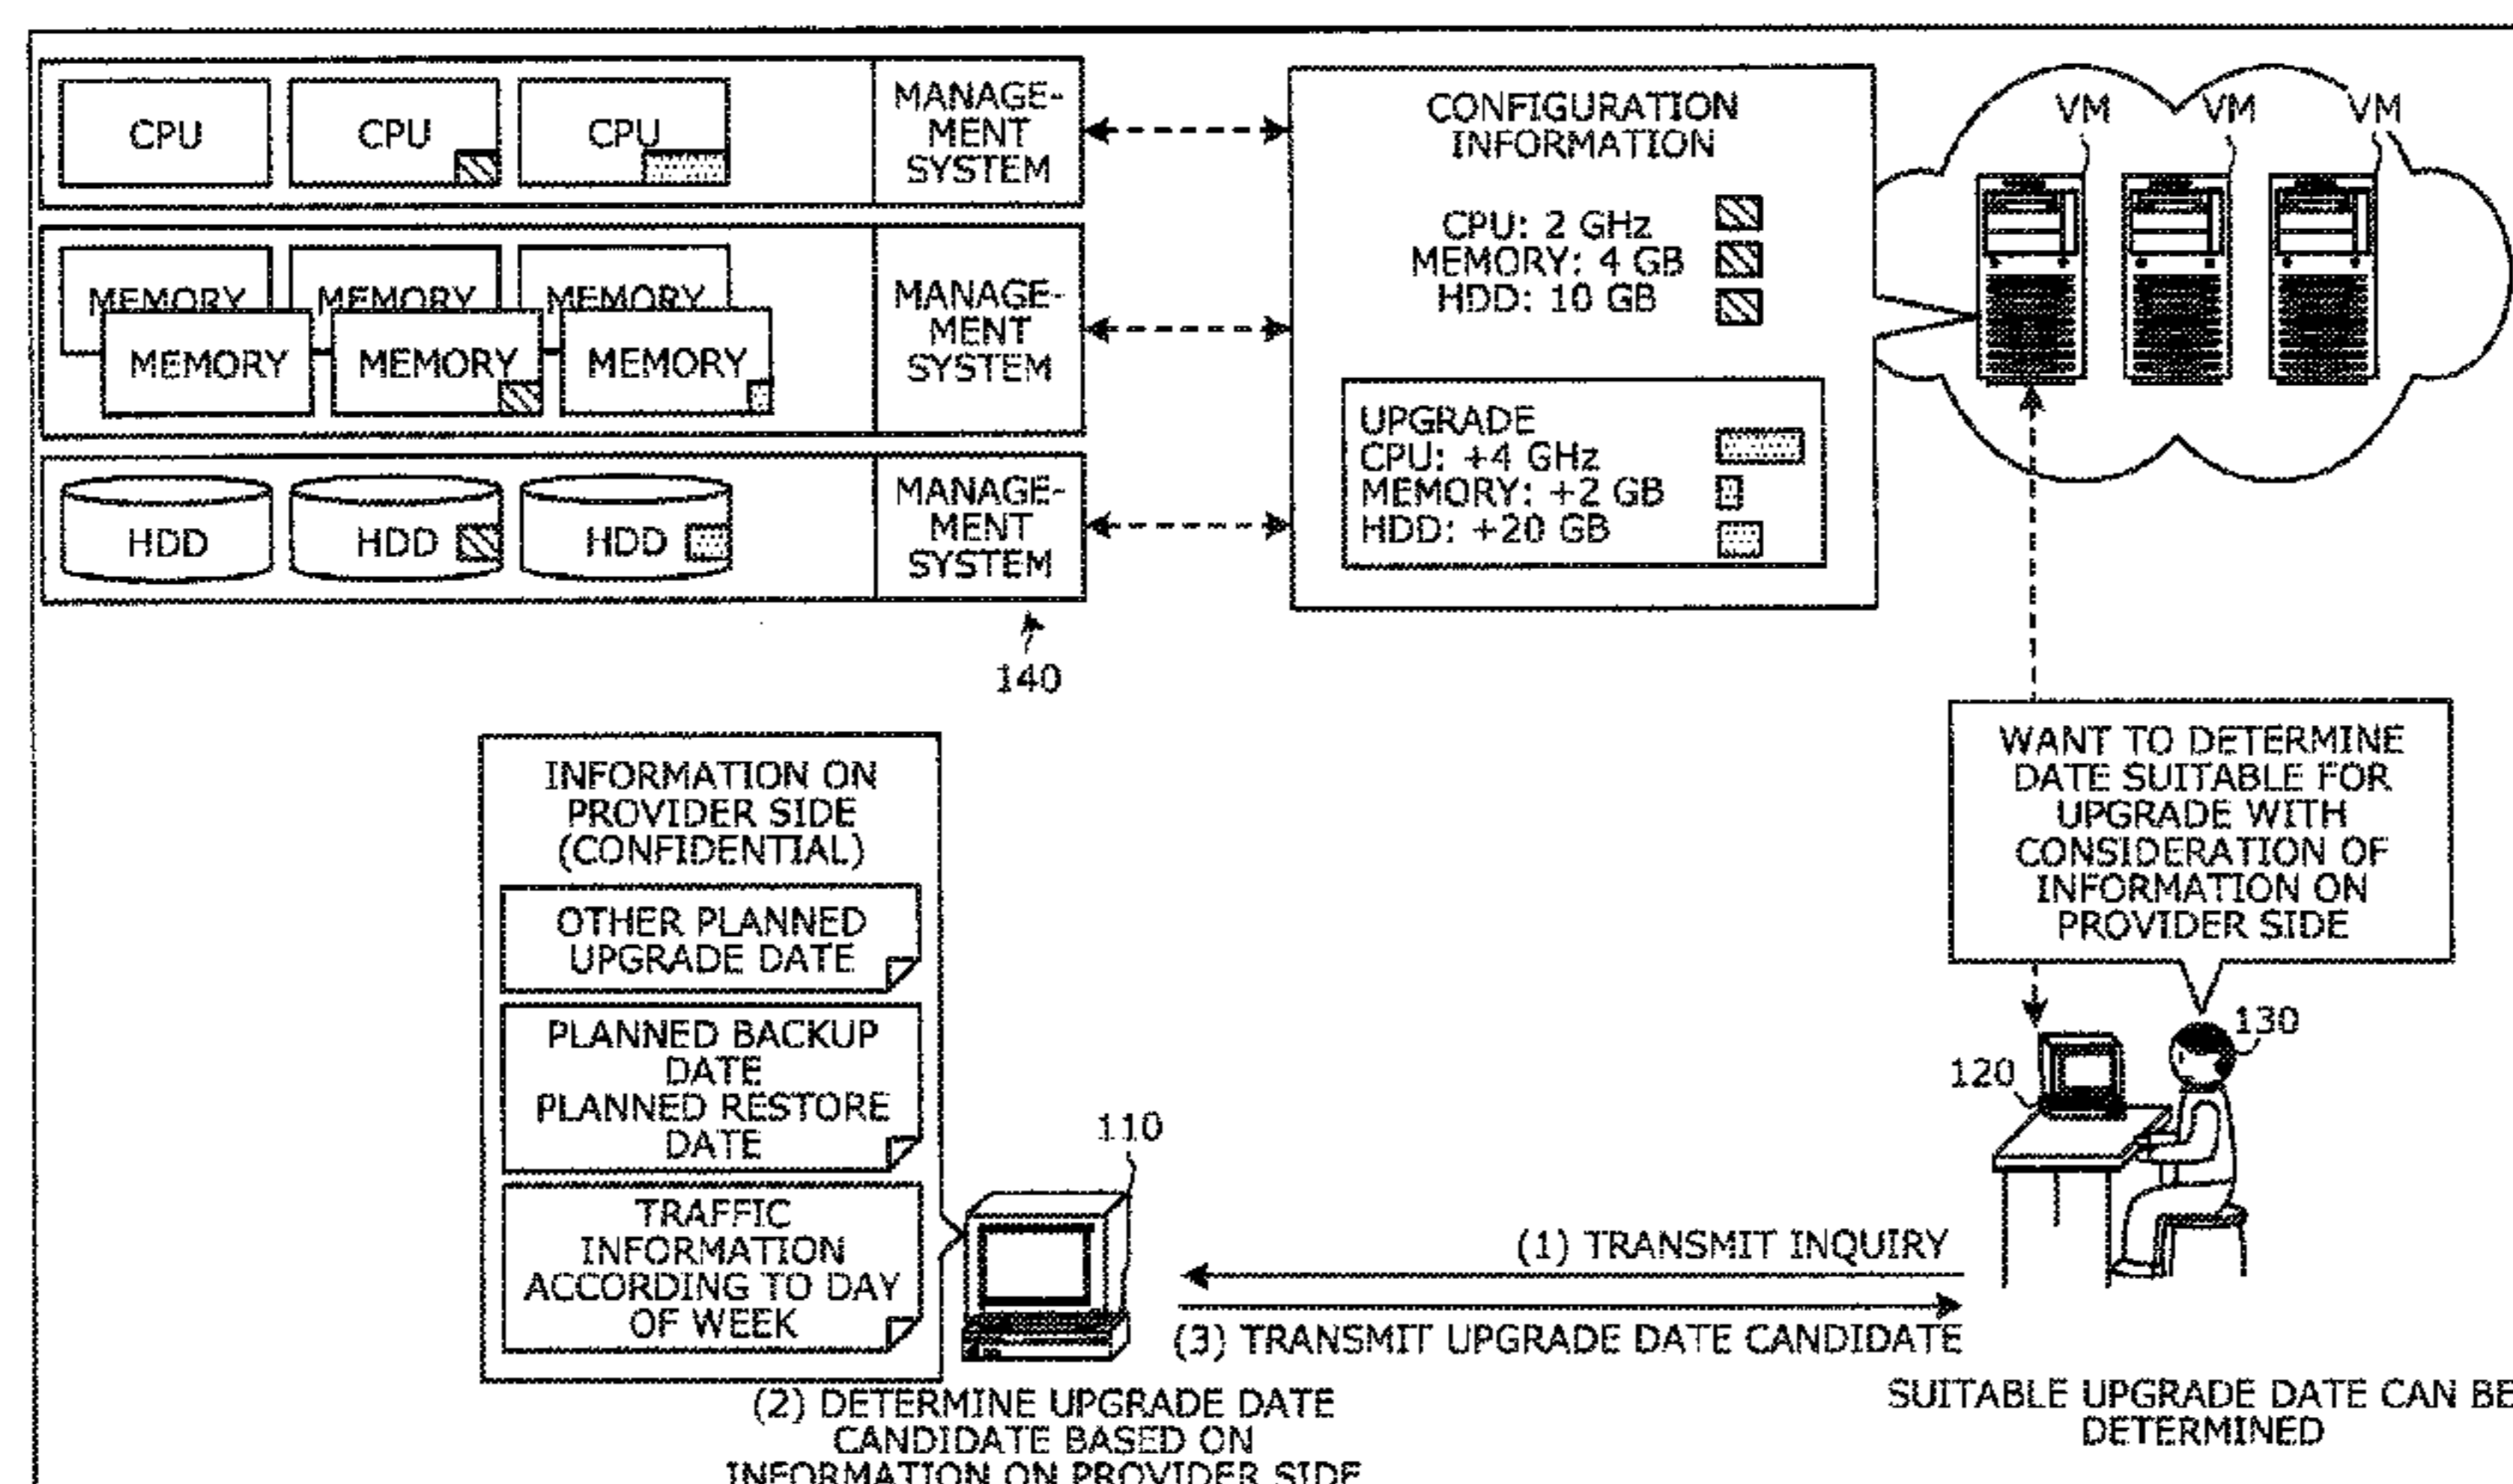 CPU
CPU
CPU
MANAGE-
MENT
SYSTEM
MEMORY
MEMORY
MEMORY
MEMORY
MEMORY
MEMORY
MANAGE-
MENT
SYSTEM
HDD
HDD
HDD
MANAGE-
MENT
SYSTEM
140
CONFIGURATION
INFORMATION
CPU: 2 GHz
MEMORY: 4 GB
HDD: 10 GB
UPGRADE
CPU: +4 GHz
MEMORY: +2 GB
HDD: +20 GB
VM
VM
VM
WANT TO DETERMINE
DATE SUITABLE FOR
UPGRADE WITH
CONSIDERATION OF
INFORMATION ON
PROVIDER SIDE
130
120
INFORMATION ON
PROVIDER SIDE
(CONFIDENTIAL)
OTHER PLANNED
UPGRADE DATE
PLANNED BACKUP
DATE
PLANNED RESTORE
DATE
TRAFFIC
INFORMATION
ACCORDING TO DAY
OF WEEK
110
(1) TRANSMIT INQUIRY
(3) TRANSMIT UPGRADE DATE CANDIDATE
(2) DETERMINE UPGRADE DATE
CANDIDATE BASED ON
INFORMATION ON PROVIDER SIDE
SUITABLE UPGRADE DATE CAN BE
DETERMINED